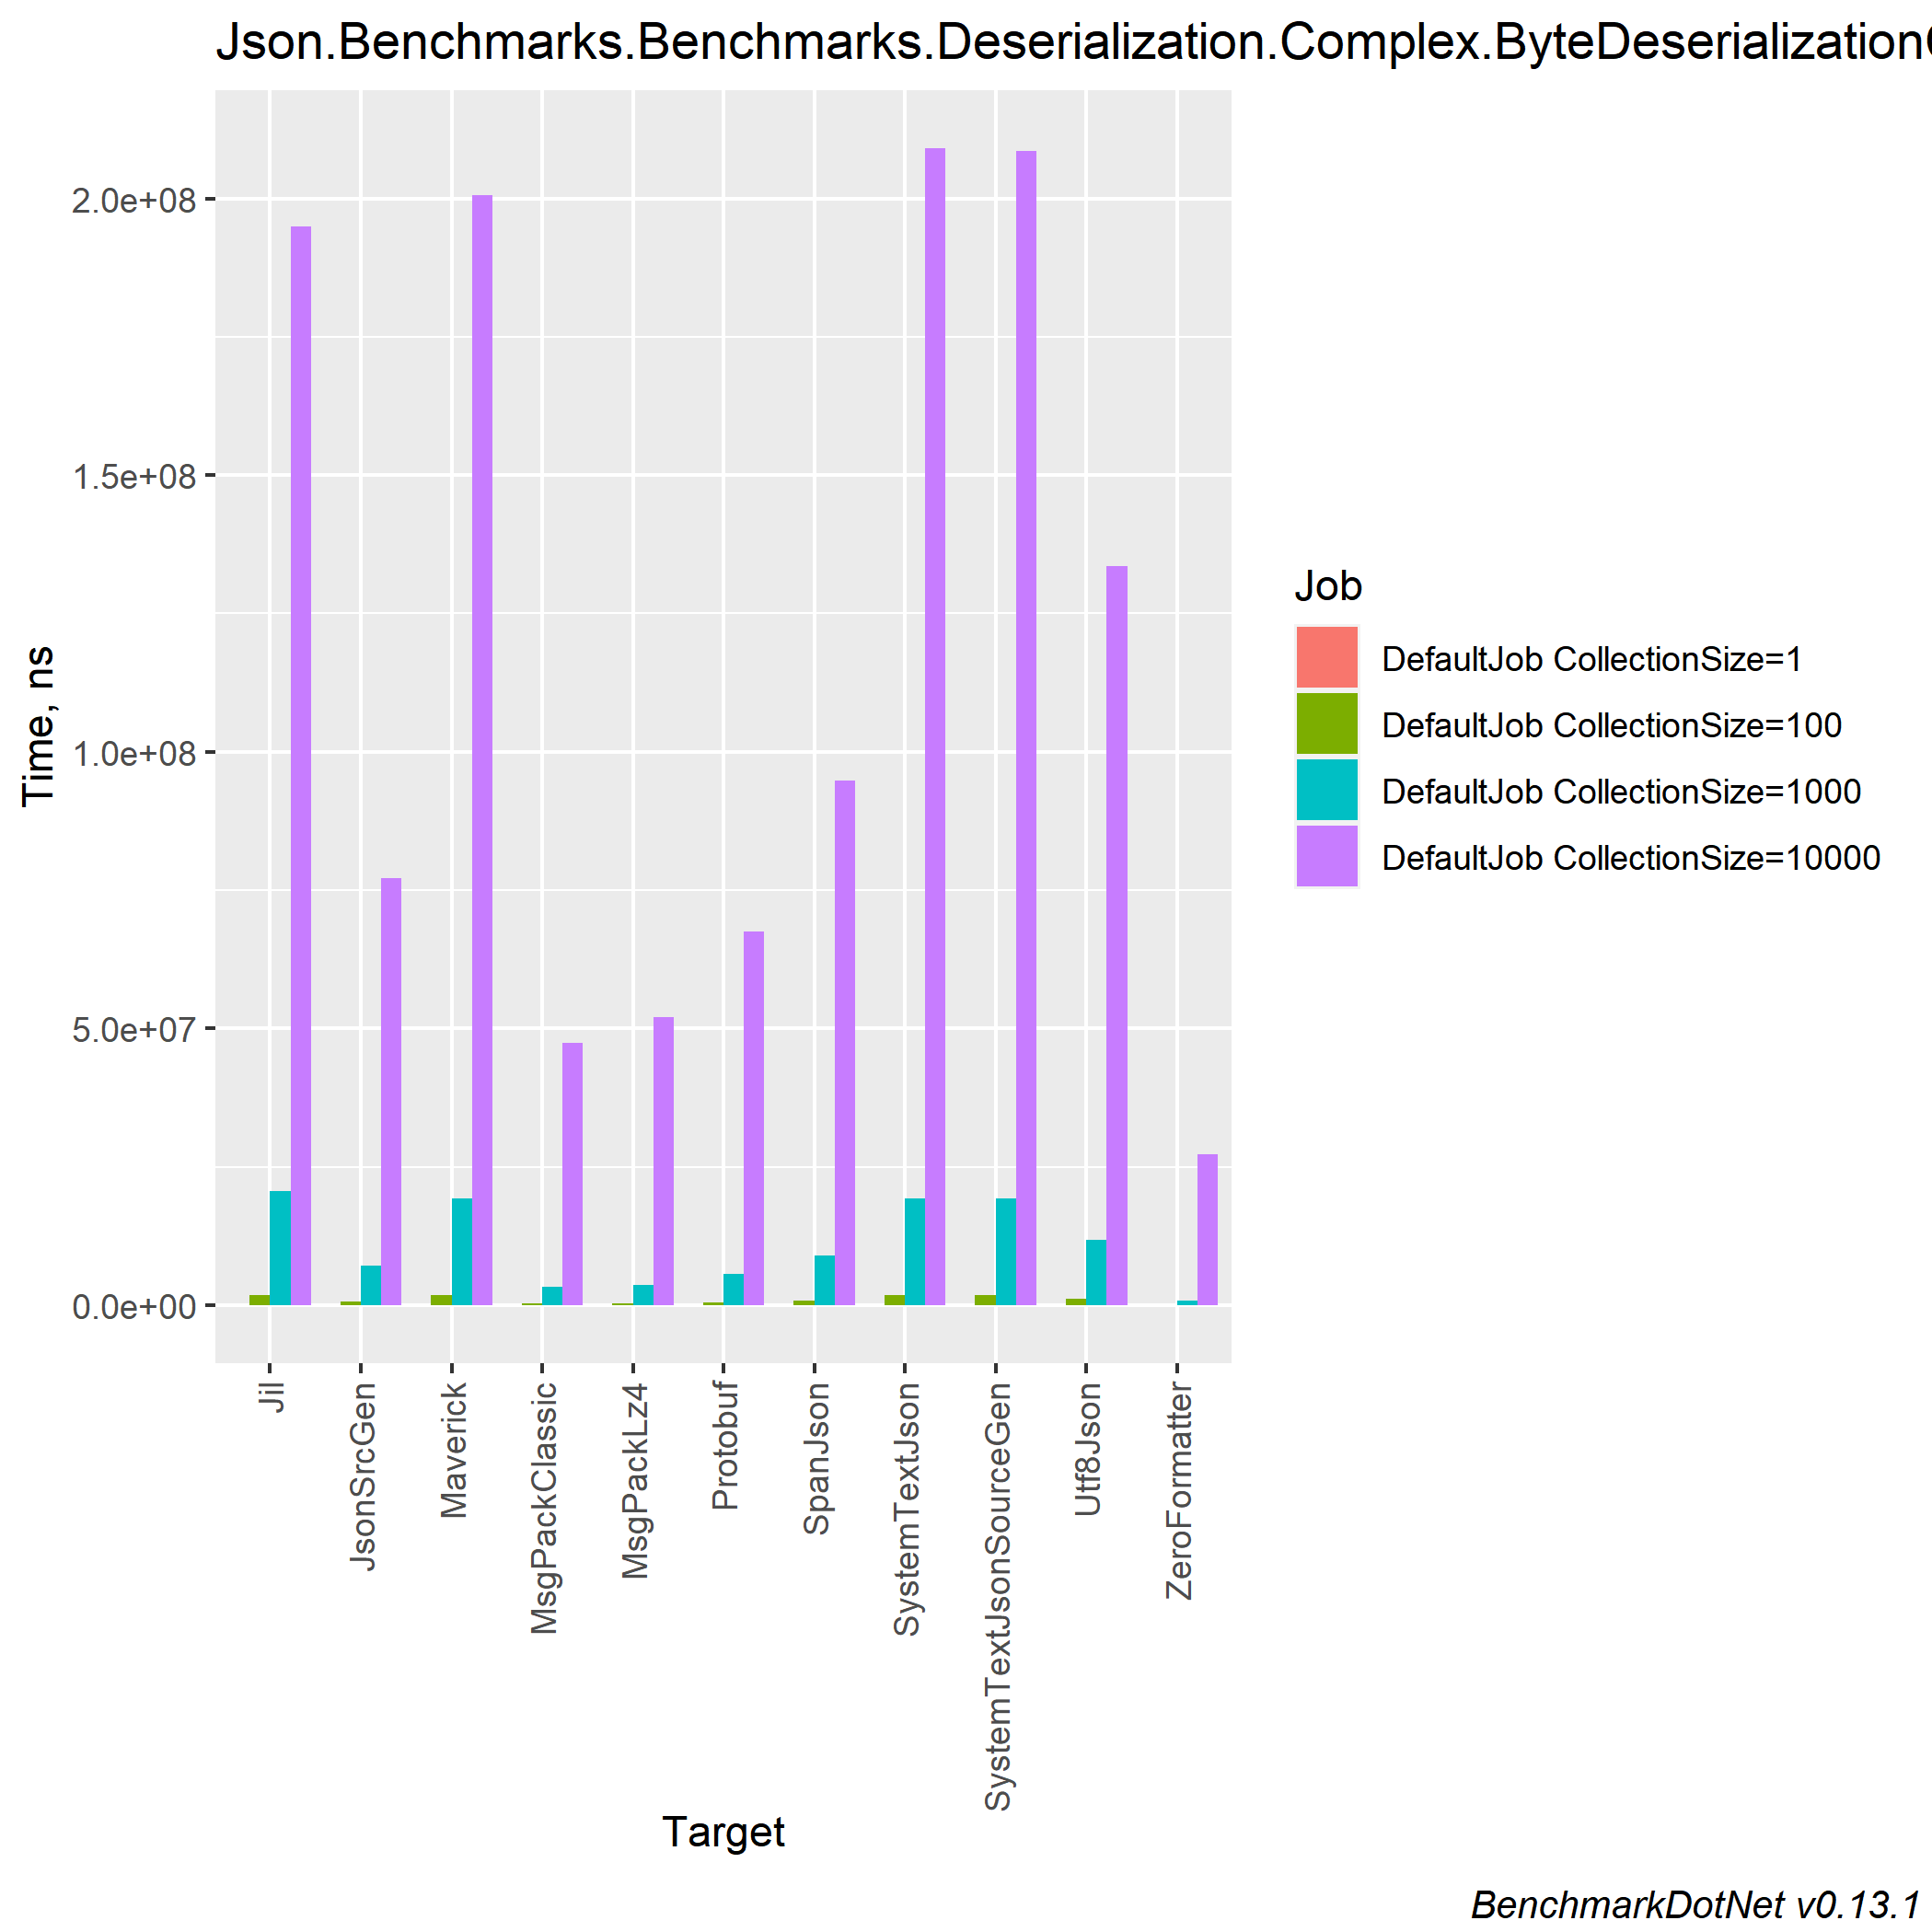 Json.Benchmarks.Benchmarks.Deserialization.Complex.ByteDeserialization
2.0e+08
1.5e+08
1.0e+08
5.0e+07
0.0e+00
Time, ns
Jil
JsonSrcGen
Maverick
MsgPackClassic
MsgPackLz4
Protobuf
SpanJson
SystemTextJson
SystemTextJsonSourceGen
Utf8Json
ZeroFormatter
Target
Job
DefaultJob CollectionSize=1
DefaultJob CollectionSize=100
DefaultJob CollectionSize=1000
DefaultJob CollectionSize=10000
BenchmarkDotNet v0.13.1